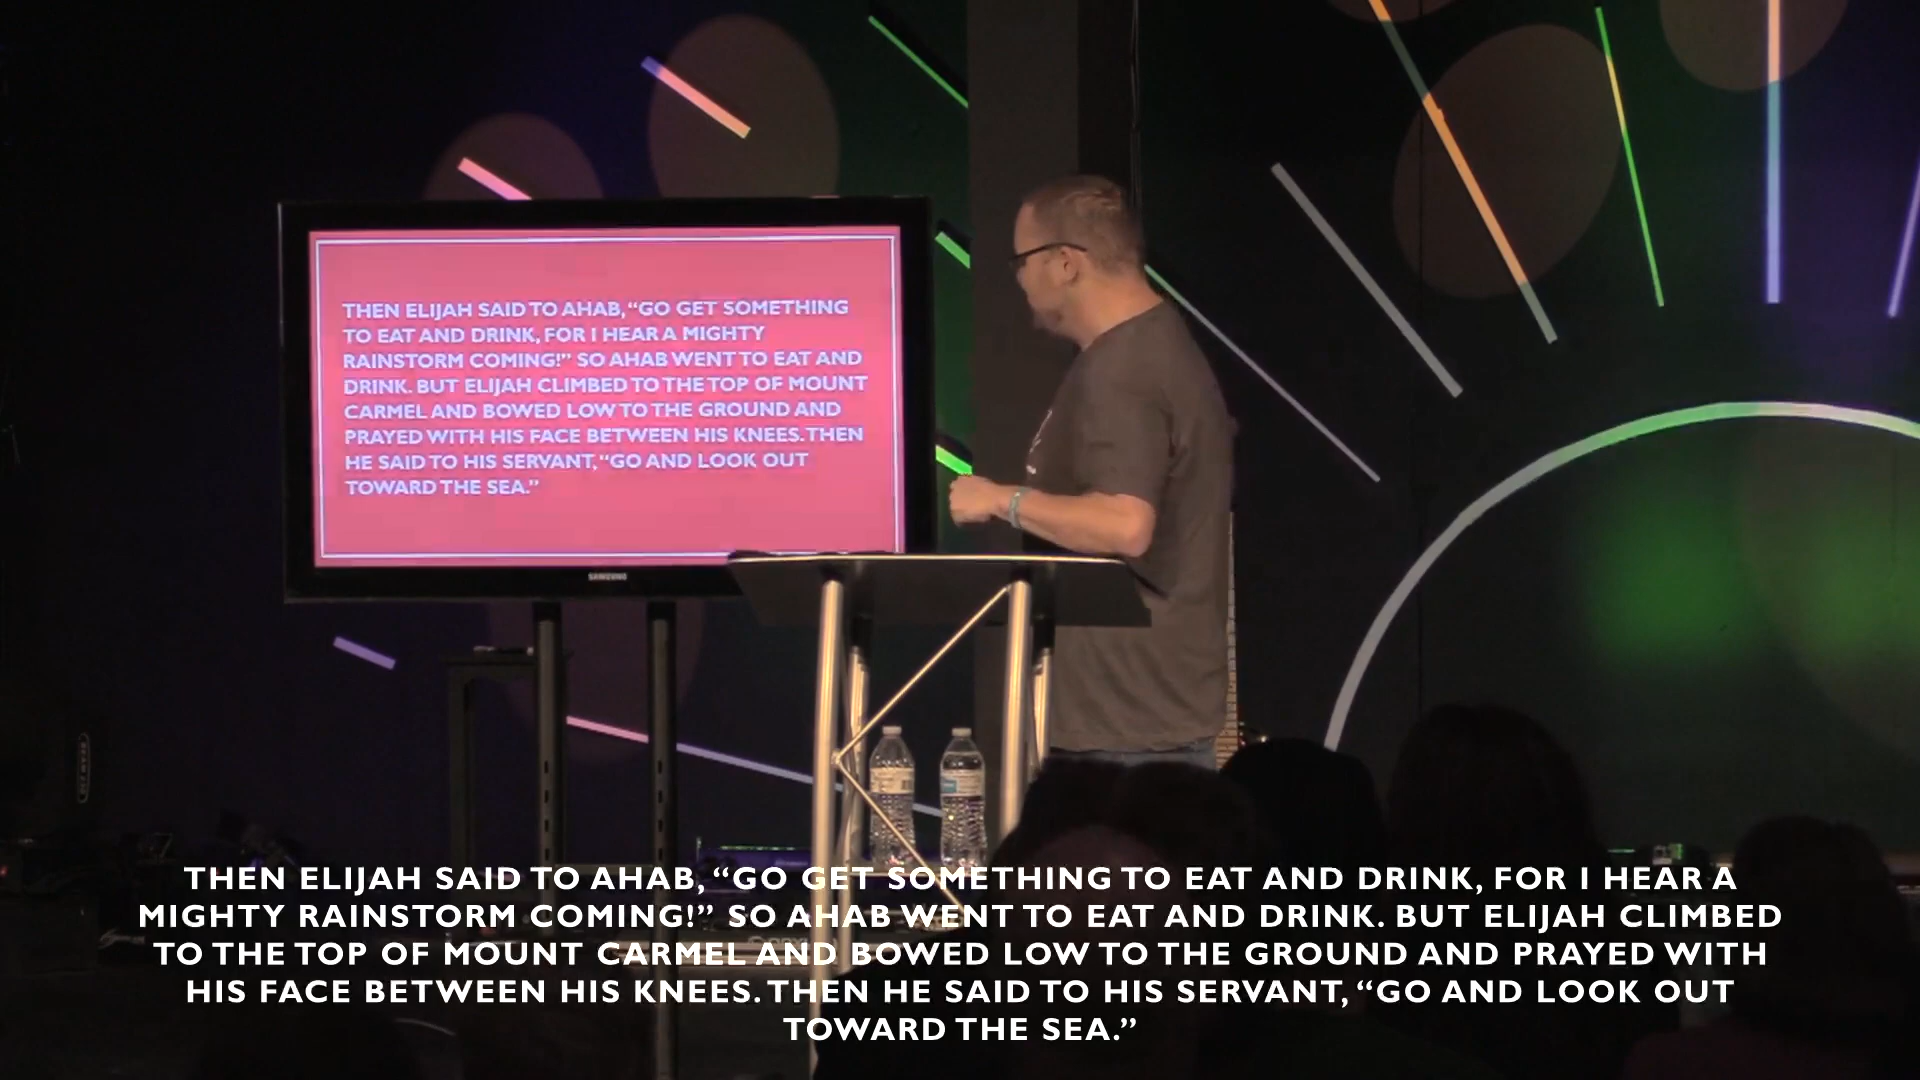 THEN ELIJAH SAID TO AHAB, “GO GET SOMETHING
TO EAT AND DRINK, FOR I HEAR A MIGHTY
RAINSTORM COMING!” SO AHAB WENT TO EAT AND
DRINK. BUT ELIJAH CLIMBED TO THE TOP OF MOUNT
CARMEL AND BOWED LOW TO THE GROUND AND
PRAYED WITH HIS FACE BETWEEN HIS KNEES. THEN
HE SAID TO HIS SERVANT, “GO AND LOOK OUT
TOWARD THE SEA.”
SAMSUNG
THEN ELIJAH SAID TO AHAB, “GO GET SOMETHING TO EAT AND DRINK, FOR I HEAR A
MIGHTY RAINSTORM COMING!” SO AHAB WENT TO EAT AND DRINK. BUT ELIJAH CLIMBED
TO THE TOP OF MOUNT CARMEL AND BOWED LOW TO THE GROUND AND PRAYED WITH
HIS FACE BETWEEN HIS KNEES. THEN HE SAID TO HIS SERVANT, “GO AND LOOK OUT
TOWARD THE SEA.”